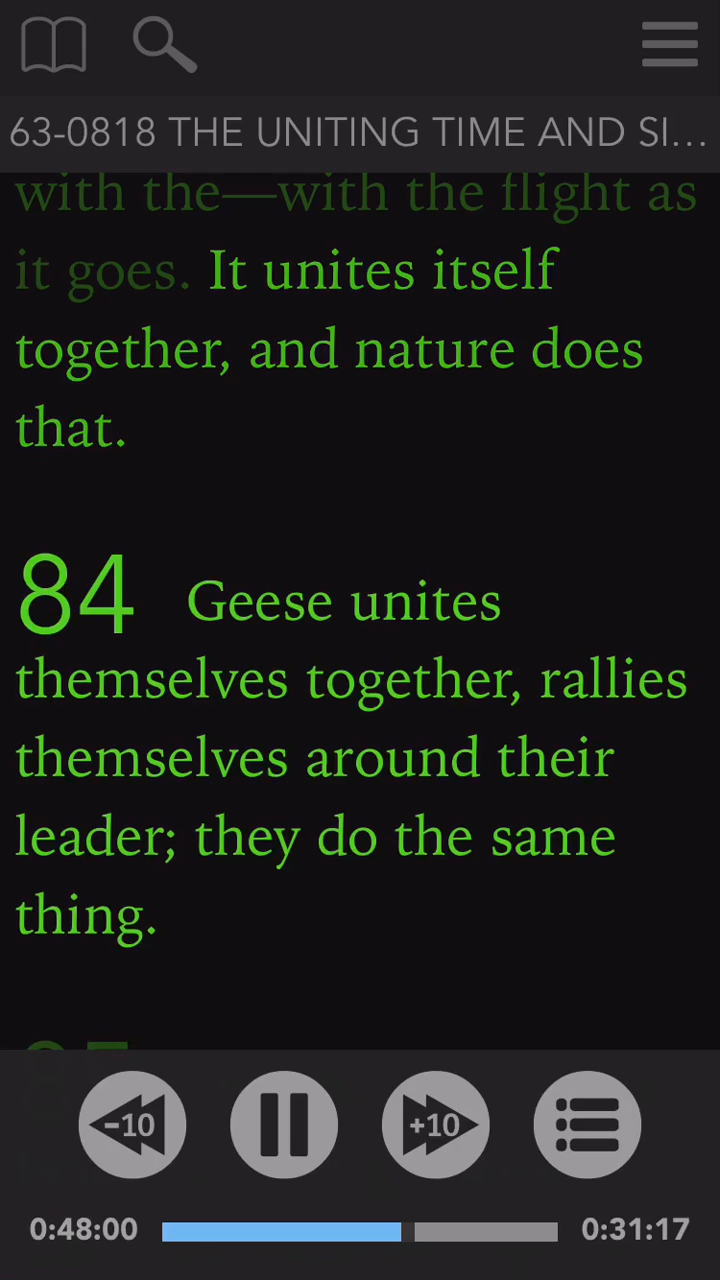 63-0818 THE UNITING TIME AND SI...
with the—with the flight as
it goes. It unites itself
together, and nature does
that.
84 Geese unites
themselves together, rallies
themselves around their
leader; they do the same
thing.
-10
+10
0:48:00
0:31:17